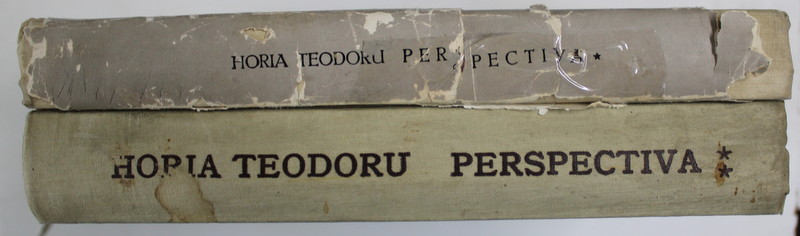 HORIA TEODORU PERSPECTIVA *
HORIA TEODORU PERSPECTIVA **